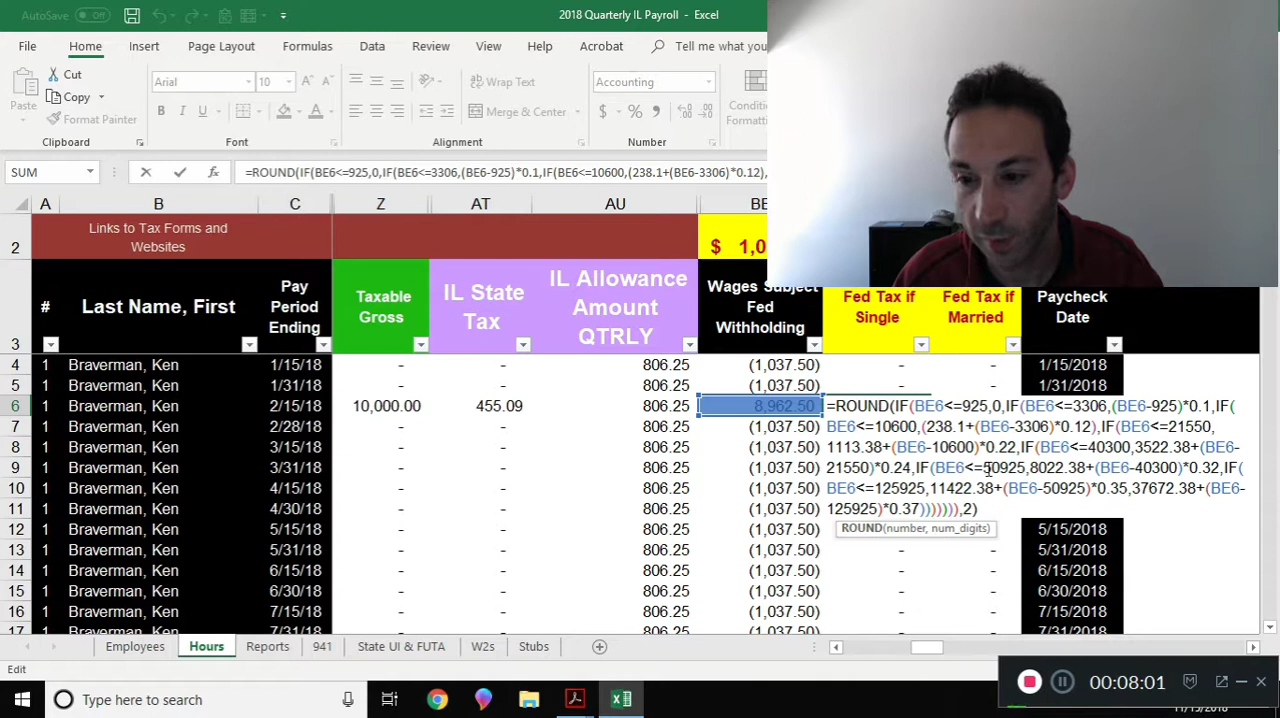 AutoSave Off
2018 Quarterly IL Payroll - Excel
File Home Insert Page Layout Formulas Data Review View Help Acrobat Tell me what you
Paste
Cut
Copy
Format Painter
Clipboard
Arial 10
B I U
Font
Wrap Text
Merge & Center
Alignment
Accounting
$ % ,
Number
Conditi
Formatti
SUM
fx
=ROUND(IF(BE6<=925,0,IF(BE6<=3306,(BE6-925)*0.1,IF(BE6<=10600,(238.1+(BE6-3306)*0.12),
A B C Z AT AU BE
2 Links to Tax Forms and
Websites
$ 1,0
3 # Last Name, First Pay
Period
Ending
Taxable
Gross
IL State
Tax
IL Allowance
Amount
QTRLY
Wages Subject
Fed
Withholding
Fed Tax if
Single
Fed Tax if
Married
Paycheck
Date
4 1 Braverman, Ken 1/15/18 - - 806.25 (1,037.50) - - 1/15/2018
5 1 Braverman, Ken 1/31/18 - - 806.25 (1,037.50) - - 1/31/2018
6 1 Braverman, Ken 2/15/18 10,000.00 455.09 806.25 8,962.50 =ROUND(IF(BE6<=925,0,IF(BE6<=3306,(BE6-925)*0.1,IF(
7 1 Braverman, Ken 2/28/18 - - 806.25 (1,037.50) BE6<=10600,(238.1+(BE6-3306)*0.12),IF(BE6<=21550,
8 1 Braverman, Ken 3/15/18 - - 806.25 (1,037.50) 1113.38+(BE6-10600)*0.22,IF(BE6<=40300,3522.38+(BE6-
9 1 Braverman, Ken 3/31/18 - - 806.25 (1,037.50) 21550)*0.24,IF(BE6<=50925,8022.38+(BE6-40300)*0.32,IF(
10 1 Braverman, Ken 4/15/18 - - 806.25 (1,037.50) BE6<=125925,11422.38+(BE6-50925)*0.35,37672.38+(BE6-
11 1 Braverman, Ken 4/30/18 - - 806.25 (1,037.50) 125925)*0.37))))))),2)
ROUND(number, num_digits)
12 1 Braverman, Ken 5/15/18 - - 806.25 (1,037.50) 5/15/2018
13 1 Braverman, Ken 5/31/18 - - 806.25 (1,037.50) - - 5/31/2018
14 1 Braverman, Ken 6/15/18 - - 806.25 (1,037.50) - - 6/15/2018
15 1 Braverman, Ken 6/30/18 - - 806.25 (1,037.50) - - 6/30/2018
16 1 Braverman, Ken 7/15/18 - - 806.25 (1,037.50) - - 7/15/2018
17 1 Braverman, Ken 7/31/18 - - 806.25 (1,037.50) - - 7/31/2018
Employees Hours Reports 941 State UI & FUTA W2s Stubs
Edit
00:08:01
Type here to search